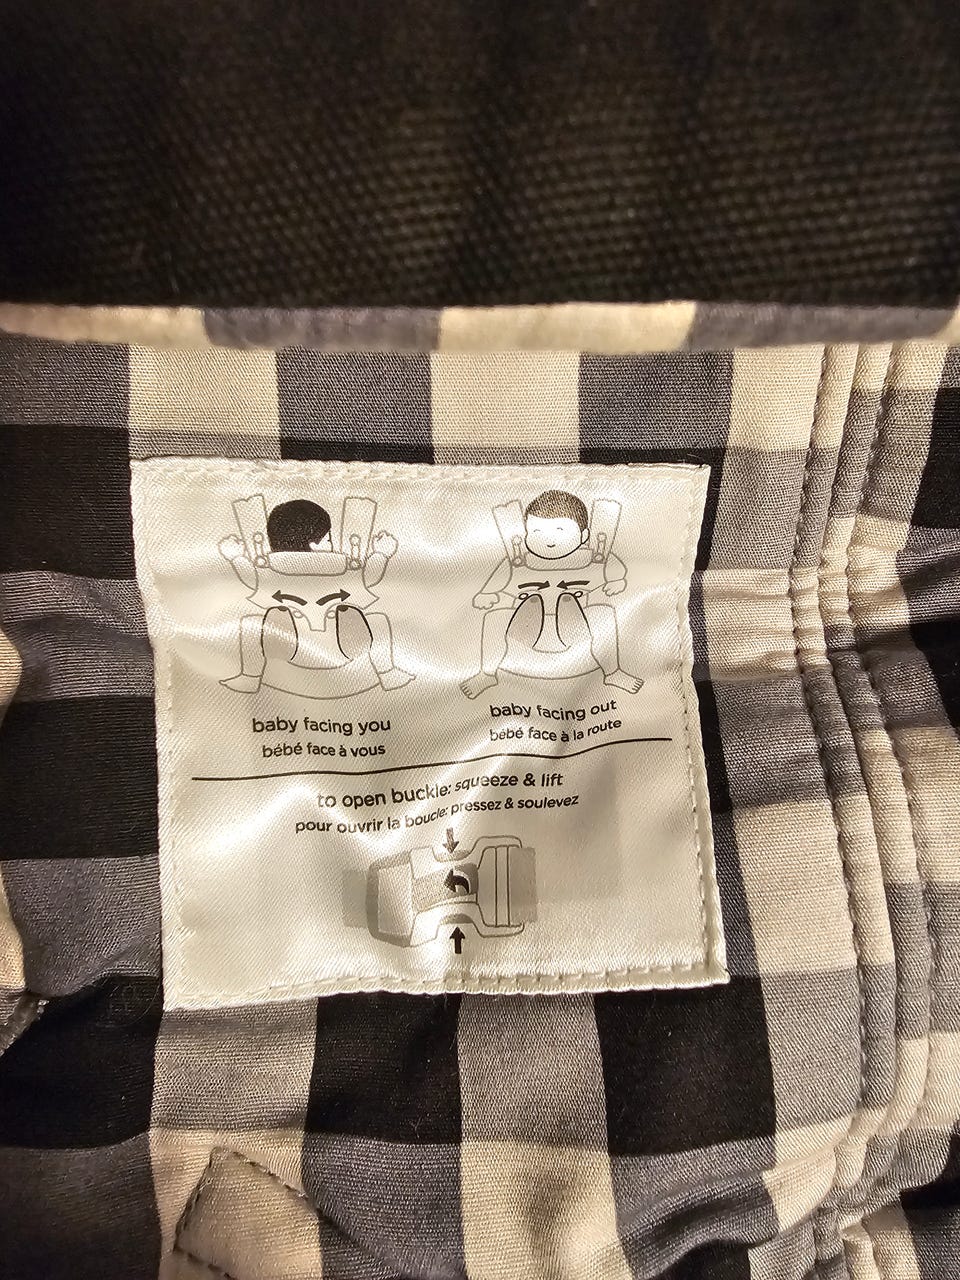 baby facing you
bébé face à vous
baby facing out
bébé face à la route
to open buckle: squeeze & lift
pour ouvrir la boucle: pressez & soulevez